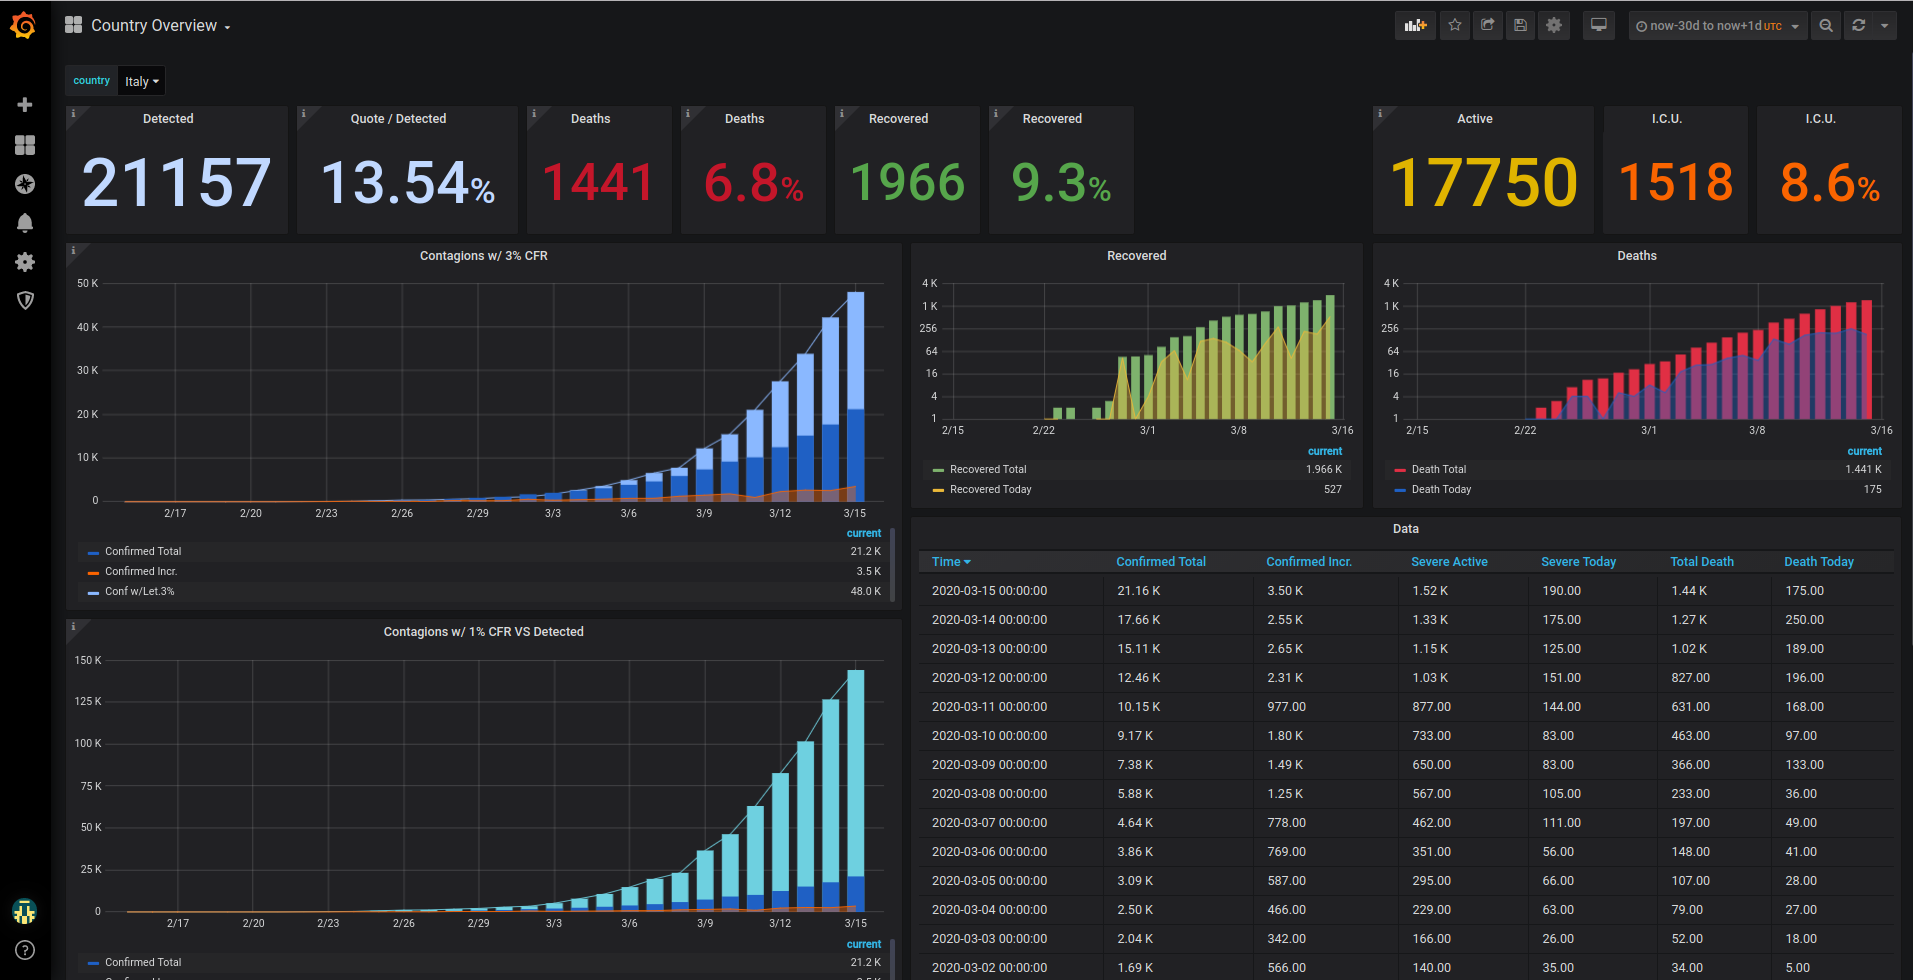 Country Overview
now-30d to now+1d UTC
country Italy
Detected
21157
Quote / Detected
13.54%
Deaths
1441
Deaths
6.8%
Recovered
1966
Recovered
9.3%
Active
17750
I.C.U.
1518
I.C.U.
8.6%
Contagions w/ 3% CFR
50 K
40 K
30 K
20 K
10 K
0
2/17 2/20 2/23 2/26 2/29 3/3 3/6 3/9 3/12 3/15
current
Confirmed Total 21.2 K
Confirmed Incr. 3.5 K
Conf w/Let.3% 48.0 K
Recovered
4 K
1 K
256
64
16
4
1
2/15 2/22 3/1 3/8 3/16
current
Recovered Total 1.966 K
Recovered Today 527
Deaths
4 K
1 K
256
64
16
4
1
2/15 2/22 3/1 3/8 3/16
current
Death Total 1.441 K
Death Today 175
Contagions w/ 1% CFR VS Detected
150 K
125 K
100 K
75 K
50 K
25 K
0
2/17 2/20 2/23 2/26 2/29 3/3 3/6 3/9 3/12 3/15
current
Confirmed Total 21.2 K
Data
Time Confirmed Total Confirmed Incr. Severe Active Severe Today Total Death Death Today
2020-03-15 00:00:00 21.16 K 3.50 K 1.52 K 190.00 1.44 K 175.00
2020-03-14 00:00:00 17.66 K 2.55 K 1.33 K 175.00 1.27 K 250.00
2020-03-13 00:00:00 15.11 K 2.65 K 1.15 K 125.00 1.02 K 189.00
2020-03-12 00:00:00 12.46 K 2.31 K 1.03 K 151.00 827.00 196.00
2020-03-11 00:00:00 10.15 K 977.00 877.00 144.00 631.00 168.00
2020-03-10 00:00:00 9.17 K 1.80 K 733.00 83.00 463.00 97.00
2020-03-09 00:00:00 7.38 K 1.49 K 650.00 83.00 366.00 133.00
2020-03-08 00:00:00 5.88 K 1.25 K 567.00 105.00 233.00 36.00
2020-03-07 00:00:00 4.64 K 778.00 462.00 111.00 197.00 49.00
2020-03-06 00:00:00 3.86 K 769.00 351.00 56.00 148.00 41.00
2020-03-05 00:00:00 3.09 K 587.00 295.00 66.00 107.00 28.00
2020-03-04 00:00:00 2.50 K 466.00 229.00 63.00 79.00 27.00
2020-03-03 00:00:00 2.04 K 342.00 166.00 26.00 52.00 18.00
2020-03-02 00:00:00 1.69 K 566.00 140.00 35.00 34.00 5.00